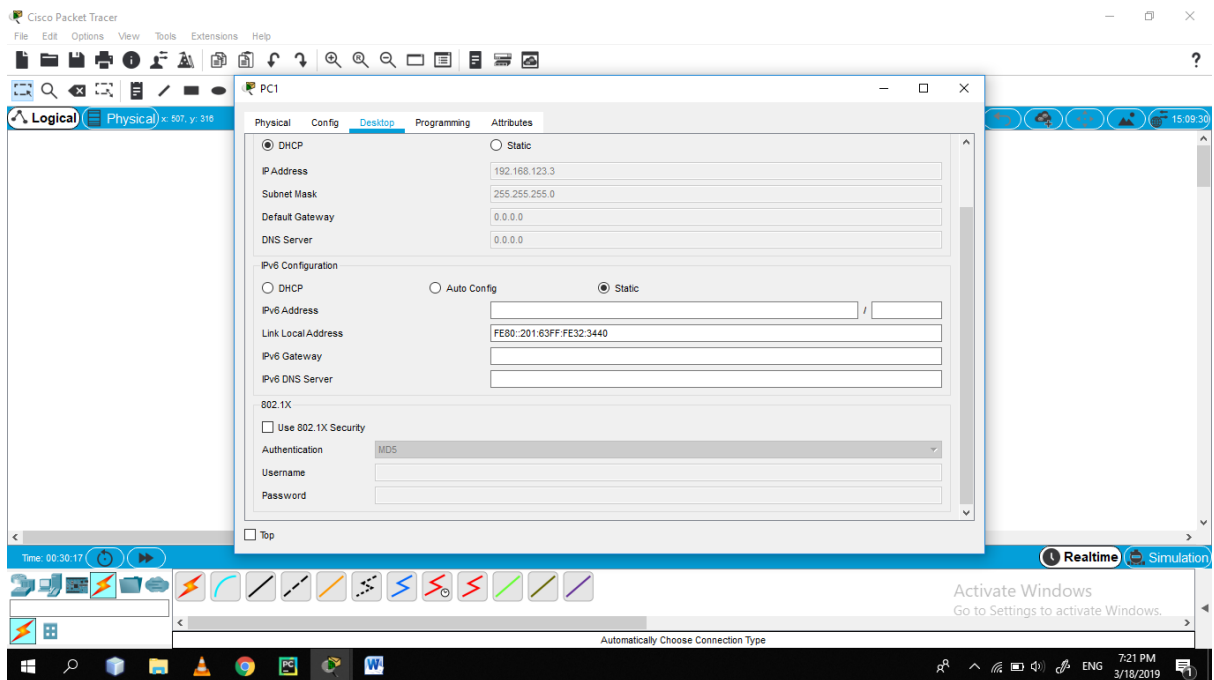 Cisco Packet Tracer
File Edit Options View Tools Extensions Help
?
PC1
Logical
Physical x: 507, y: 316
15:09:30
Physical Config Desktop Programming Attributes
DHCP Static
IP Address 192.168.123.3
Subnet Mask 255.255.255.0
Default Gateway 0.0.0.0
DNS Server 0.0.0.0
IPv6 Configuration
DHCP Auto Config Static
IPv6 Address /
Link Local Address FE80::201:63FF:FE32:3440
IPv6 Gateway
IPv6 DNS Server
802.1X
Use 802.1X Security
Authentication MD5
Username
Password
Top
Time: 00:30:17
Realtime Simulation
Activate Windows
Go to Settings to activate Windows.
Automatically Choose Connection Type
ENG
7:21 PM
3/18/2019